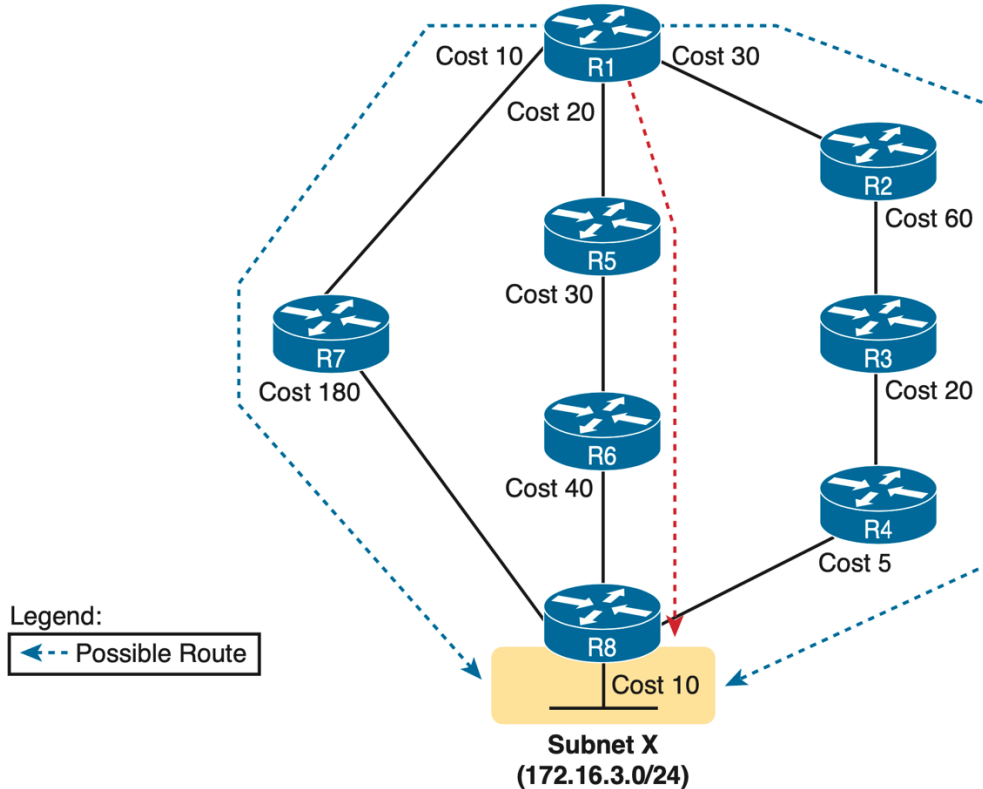 R1
Cost 10
Cost 30
Cost 20
R2
Cost 60
R5
Cost 30
R7
Cost 180
R3
Cost 20
R6
Cost 40
R4
Cost 5
Legend:
Possible Route
R8
Cost 10
Subnet X
(172.16.3.0/24)